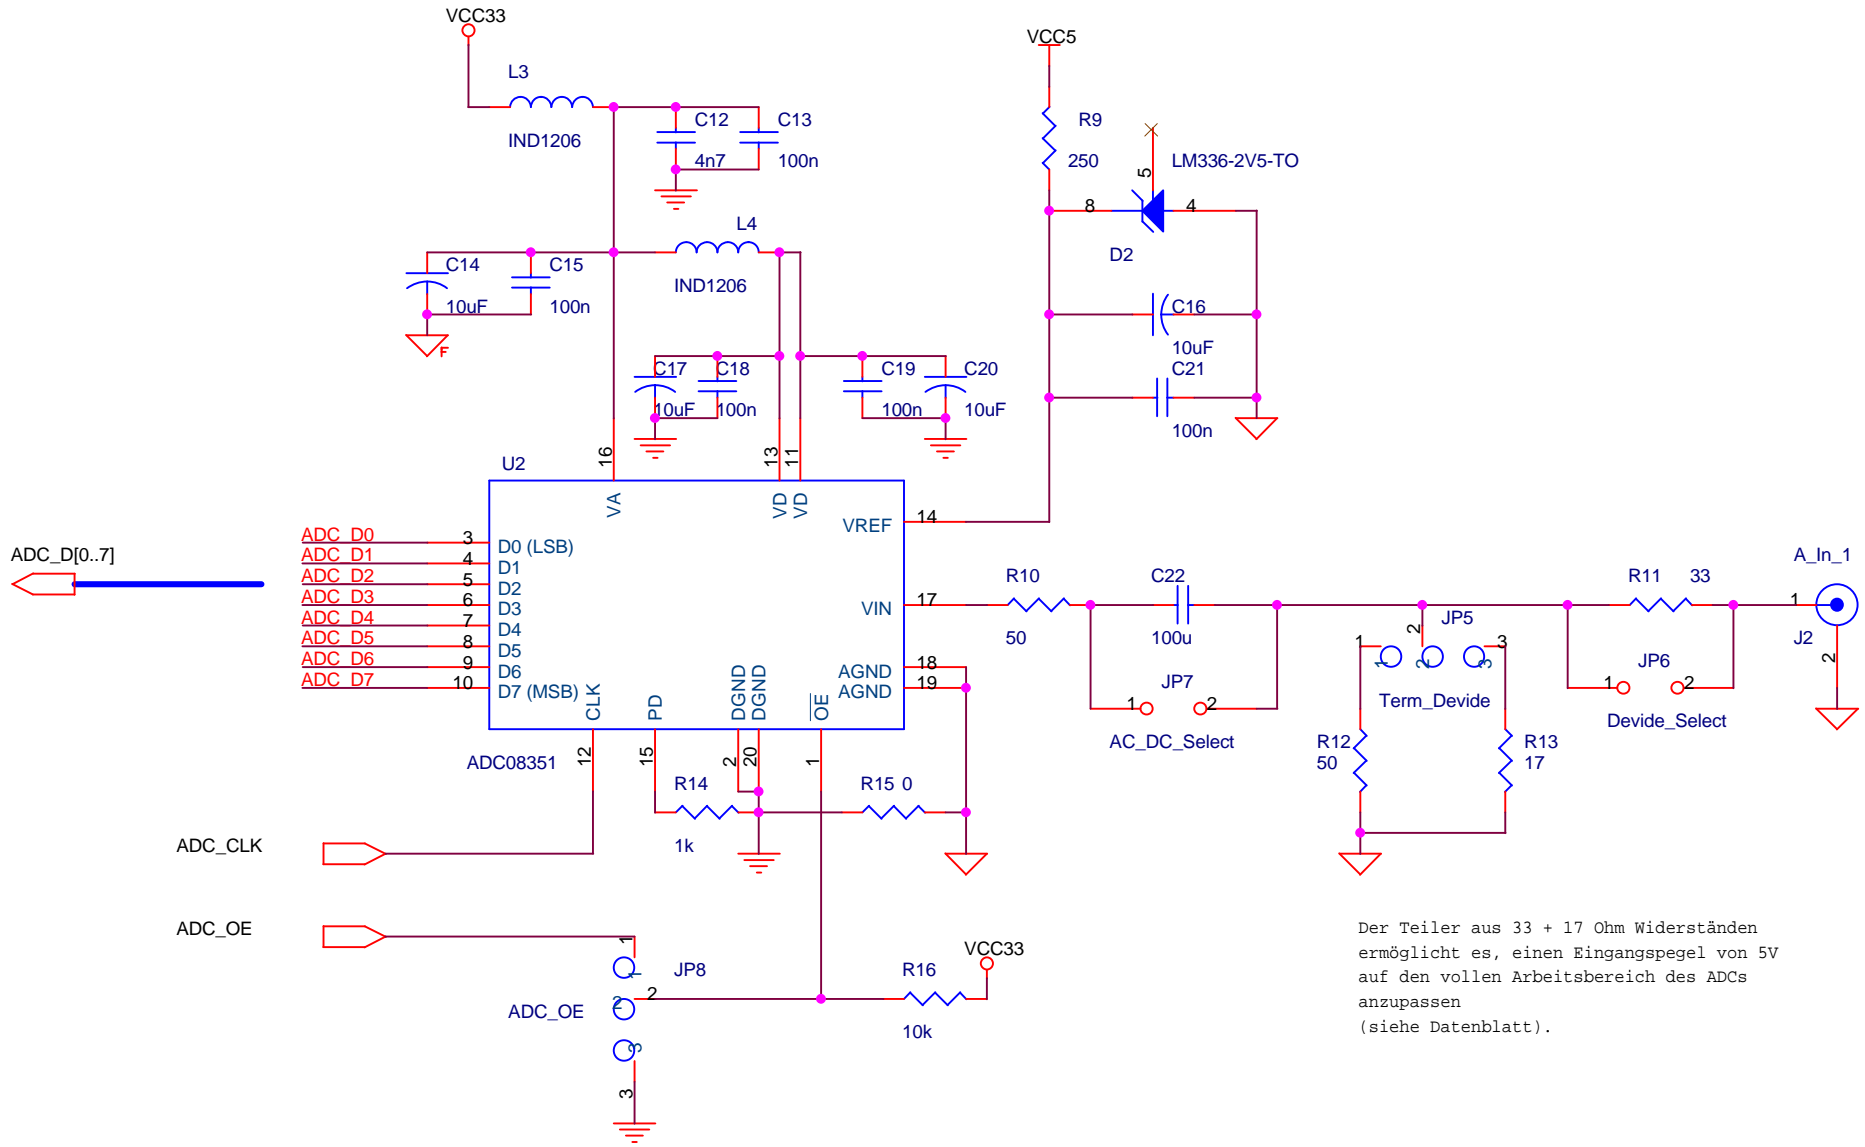 VCC33
L3
IND1206
C12
4n7
C13
100n
VCC5
R9
250
5
LM336-2V5-TO
8
4
D2
L4
IND1206
C14
10uF
C15
100n
F
C16
10uF
C21
100n
C17
10uF
C18
100n
C19
100n
C20
10uF
16
13
11
U2
VA
VD
VD
VREF
14
ADC_D[0..7]
ADC_D0
3
D0 (LSB)
ADC_D1
4
D1
ADC_D2
5
D2
ADC_D3
6
D3
ADC_D4
7
D4
ADC_D5
8
D5
ADC_D6
9
D6
ADC_D7
10
D7 (MSB)
VIN
17
AGND
18
AGND
19
CLK
PD
DGND
DGND
OE
ADC08351
12
15
2
20
1
R10
50
C22
100u
JP7
1
2
AC_DC_Select
JP5
1
2
3
1
2
3
Term_Devide
R12
50
R13
17
R11
33
JP6
1
2
Devide_Select
A_In_1
1
J2
2
R14
1k
R15
0
ADC_CLK
ADC_OE
1
1
JP8
2
2
ADC_OE
3
3
R16
10k
VCC33
Der Teiler aus 33 + 17 Ohm Widerständen
ermöglicht es, einen Eingangspegel von 5V
auf den vollen Arbeitsbereich des ADCs
anzupassen
(siehe Datenblatt).